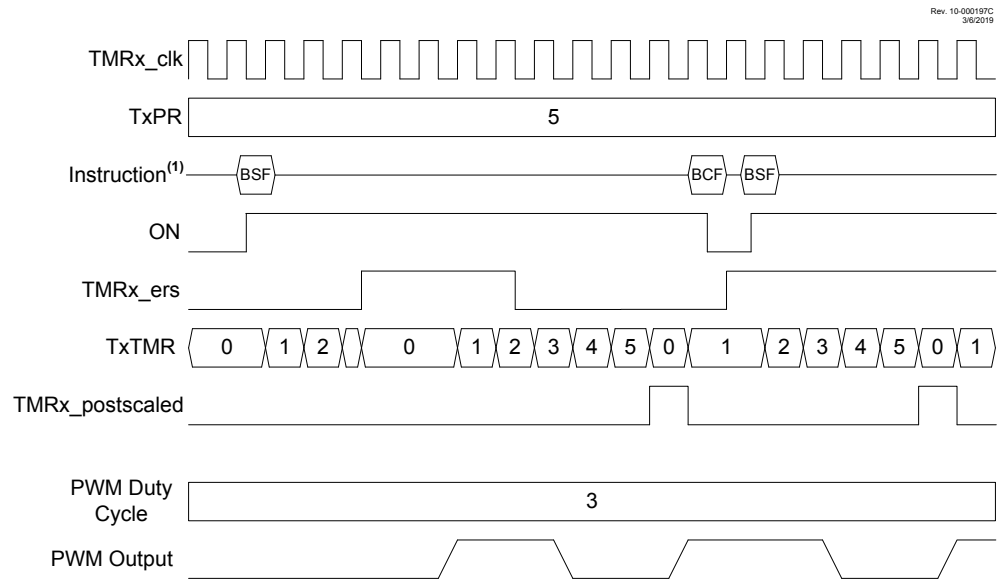 Rev. 10-000197C
3/6/2019
TMRx_clk
TxPR
5
Instruction(1)
BSF
BCF
BSF
ON
TMRx_ers
TxTMR
0 1 2 0 1 2 3 4 5 0 1 2 3 4 5 0 1
TMRx_postscaled
PWM Duty
Cycle
3
PWM Output